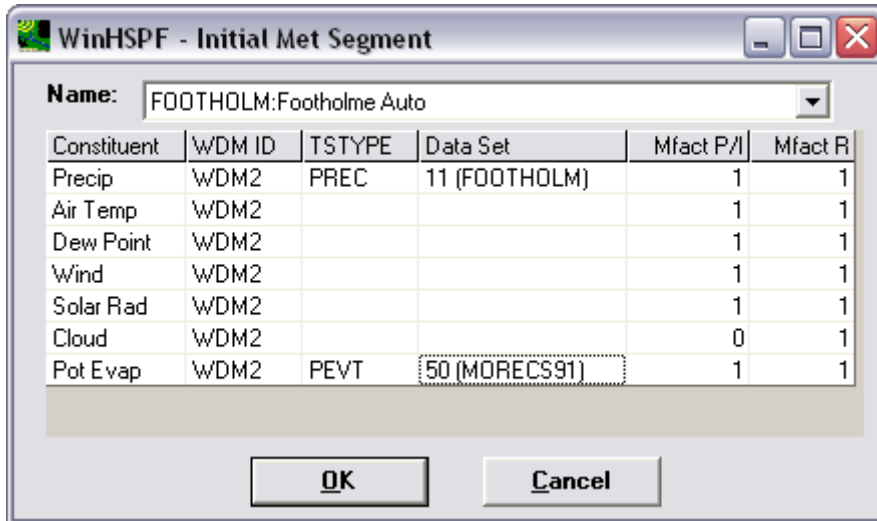 WinHSPF - Initial Met Segment
Name: FOOTHOLM:Footholme Auto
Constituent WDM ID TSTYPE Data Set Mfact P/I Mfact R
Precip WDM2 PREC 11 (FOOTHOLM) 1 1
Air Temp WDM2 1 1
Dew Point WDM2 1 1
Wind WDM2 1 1
Solar Rad WDM2 1 1
Cloud WDM2 0 1
Pot Evap WDM2 PEVT 50 (MORECS91) 1 1
OK Cancel